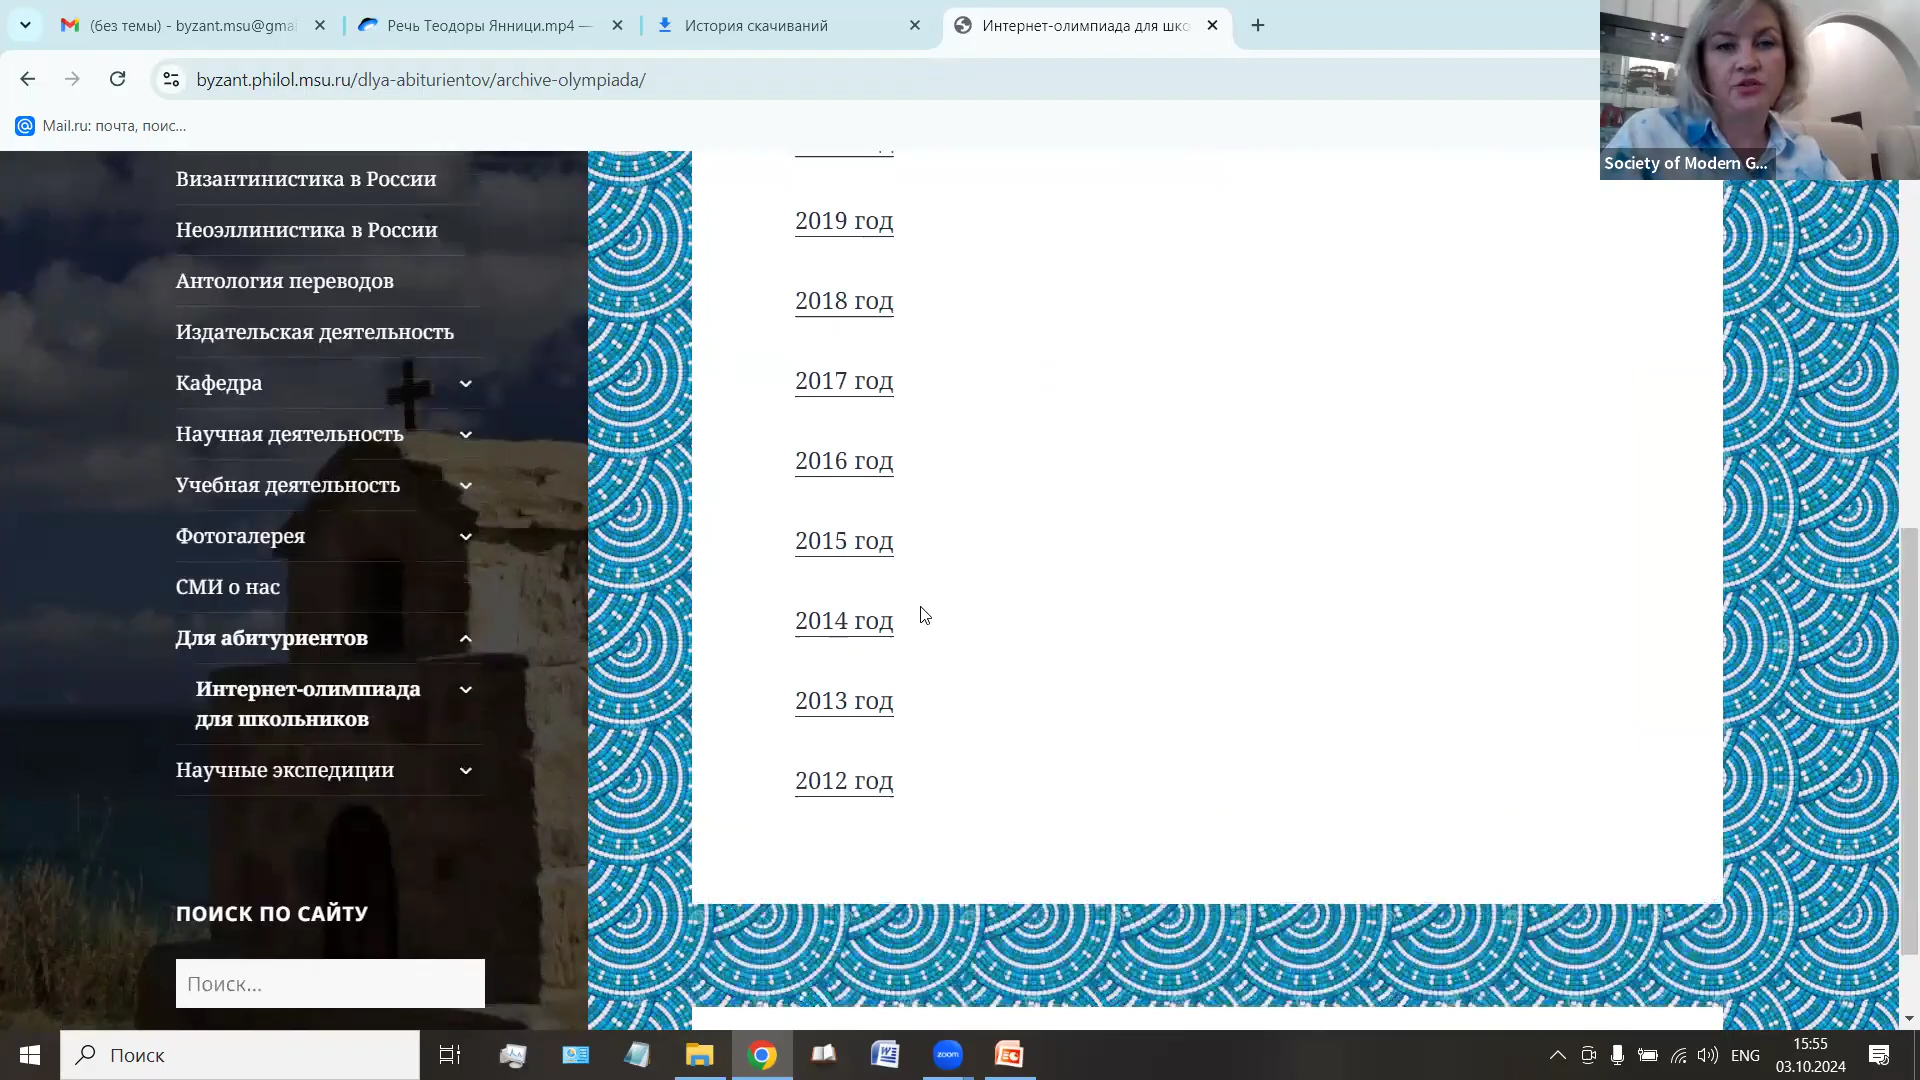 (без темы) - byzant.msu@gmai
Речь Теодоры Янници.mp4 —
История скачиваний
Интернет-олимпиада для шко
byzant.philol.msu.ru/dlya-abiturientov/archive-olympiada/
Mail.ru: почта, поис...
Society of Modern G...
Византинистика в России
Неоэллинистика в России
Антология переводов
Издательская деятельность
Кафедра
Научная деятельность
Учебная деятельность
Фотогалерея
СМИ о нас
Для абитуриентов
Интернет-олимпиада
для школьников
Научные экспедиции
ПОИСК ПО САЙТУ
Поиск...
2019 год
2018 год
2017 год
2016 год
2015 год
2014 год
2013 год
2012 год
Поиск
zoom
ENG
15:55
03.10.2024